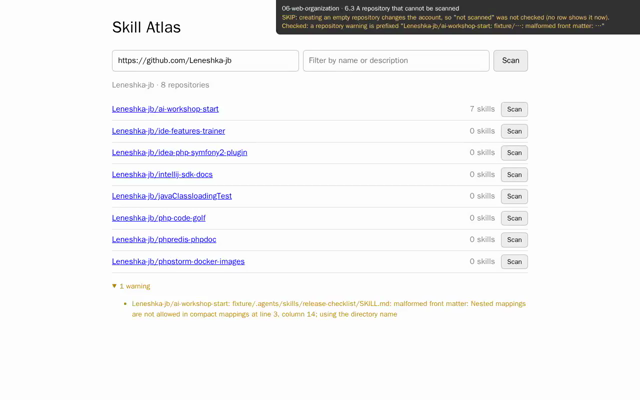 06-web-organization · 6.3 A repository that cannot be scanned
SKIP: creating an empty repository changes the account, so "not scanned" was not checked (no row shows it now).
Checked: a repository warning is prefixed "Leneshka-jb/ai-workshop-start: fixture/···: malformed front matter: ···"
Skill Atlas
https://github.com/Leneshka-jb
Filter by name or description
Scan
Leneshka-jb · 8 repositories
Leneshka-jb/ai-workshop-start 7 skills Scan
Leneshka-jb/ide-features-trainer 0 skills Scan
Leneshka-jb/idea-php-symfony2-plugin 0 skills Scan
Leneshka-jb/intellij-sdk-docs 0 skills Scan
Leneshka-jb/javaClassloadingTest 0 skills Scan
Leneshka-jb/php-code-golf 0 skills Scan
Leneshka-jb/phpredis-phpdoc 0 skills Scan
Leneshka-jb/phpstorm-docker-images 0 skills Scan
▼ 1 warning
• Leneshka-jb/ai-workshop-start: fixture/.agents/skills/release-checklist/SKILL.md: malformed front matter: Nested mappings
are not allowed in compact mappings at line 3, column 14; using the directory name